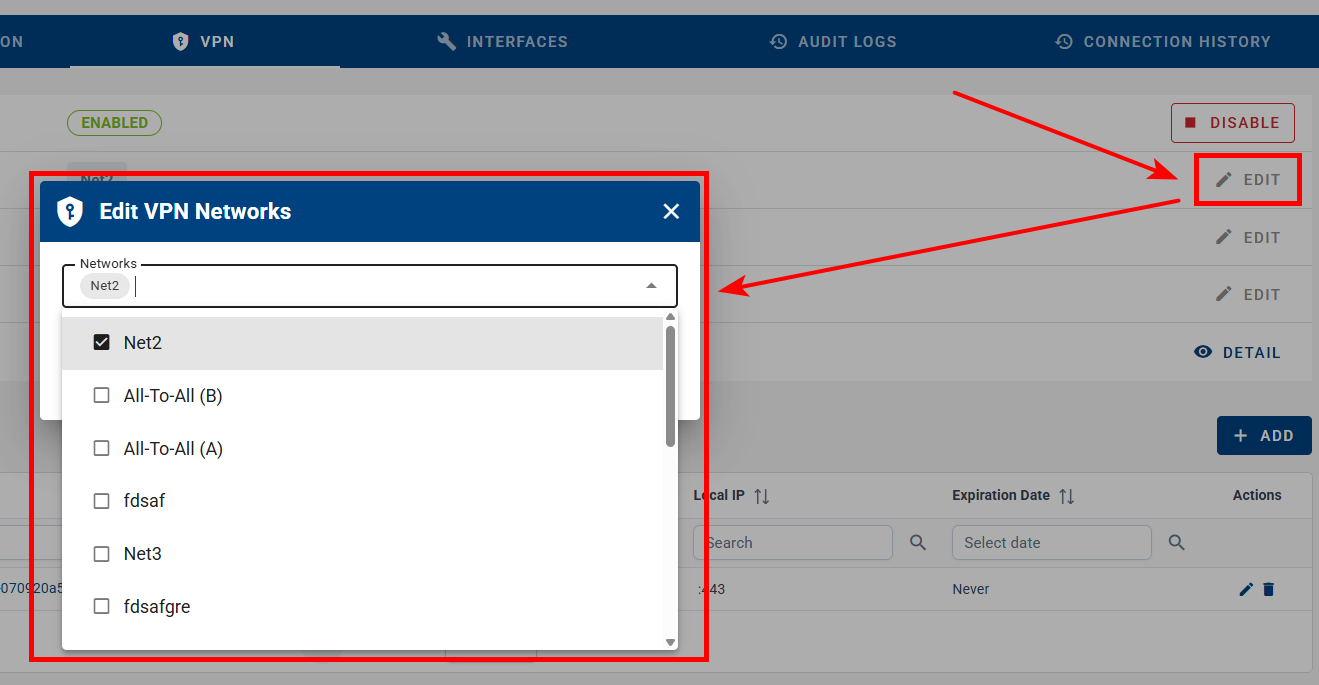 ON
VPN
INTERFACES
AUDIT LOGS
CONNECTION HISTORY
ENABLED
DISABLE
Net2
EDIT
Edit VPN Networks
EDIT
Networks
Net2
EDIT
Net2
DETAIL
All-To-All (B)
ADD
All-To-All (A)
fdsaf
Local IP
Expiration Date
Actions
Search
Select date
Net3
070920a5
:443
Never
fdsafgre